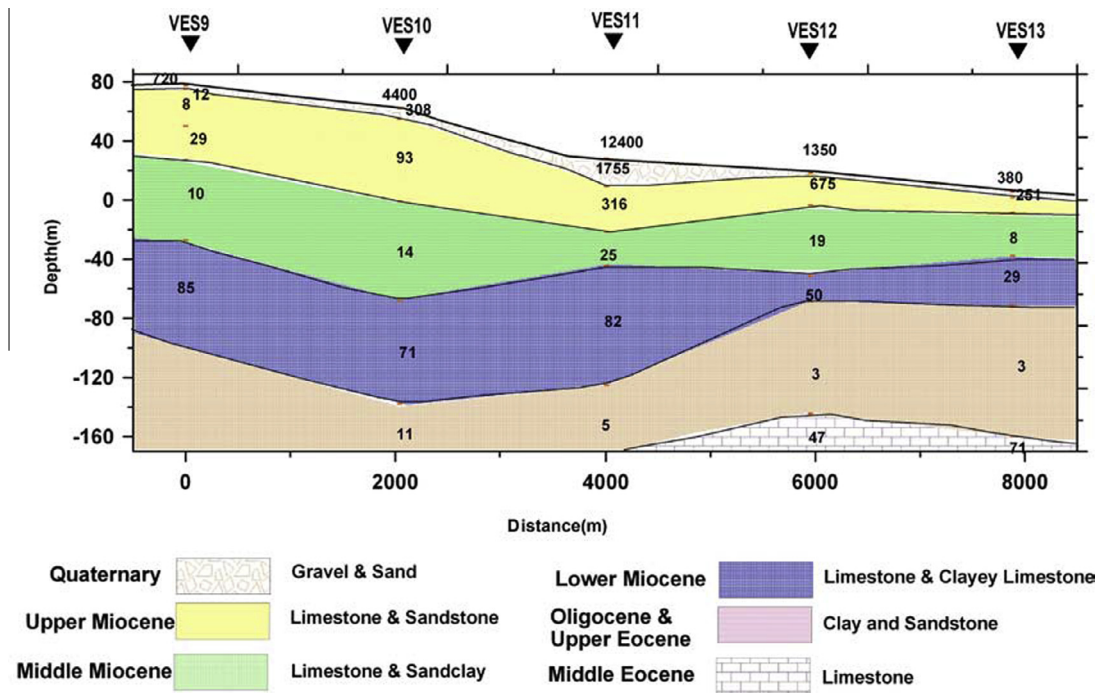 VES9 VES10 VES11 VES12 VES13
80
40
0
-40
-80
-120
-160
Depth(m)
720 12 8 29 10 85
4400 308 93 14 71 11
12400 1755 316 25 82 5
1350 675 19 50 3 47
380 251 8 29 3 71
0 2000 4000 6000 8000
Distance(m)
Quaternary Gravel & Sand
Upper Miocene Limestone & Sandstone
Middle Miocene Limestone & Sandclay
Lower Miocene Limestone & Clayey Limestone
Oligocene &
Upper Eocene Clay and Sandstone
Middle Eocene Limestone